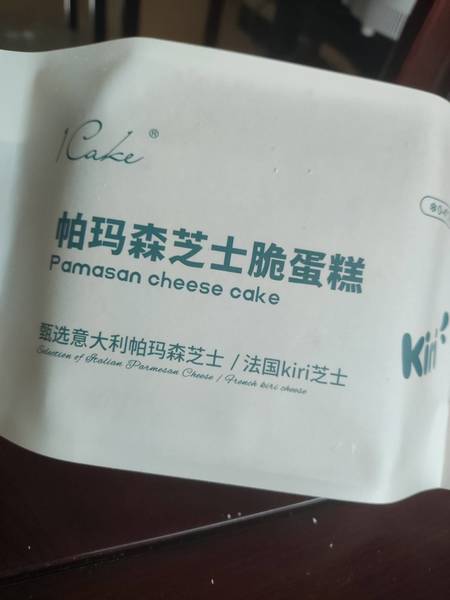 1Cake®
帕玛森芝士脆蛋糕
Pamasan cheese cake
甄选意大利帕玛森芝士 / 法国kiri芝士
Selection of Italian Parmesan Cheese / French kiri cheese
Kiri